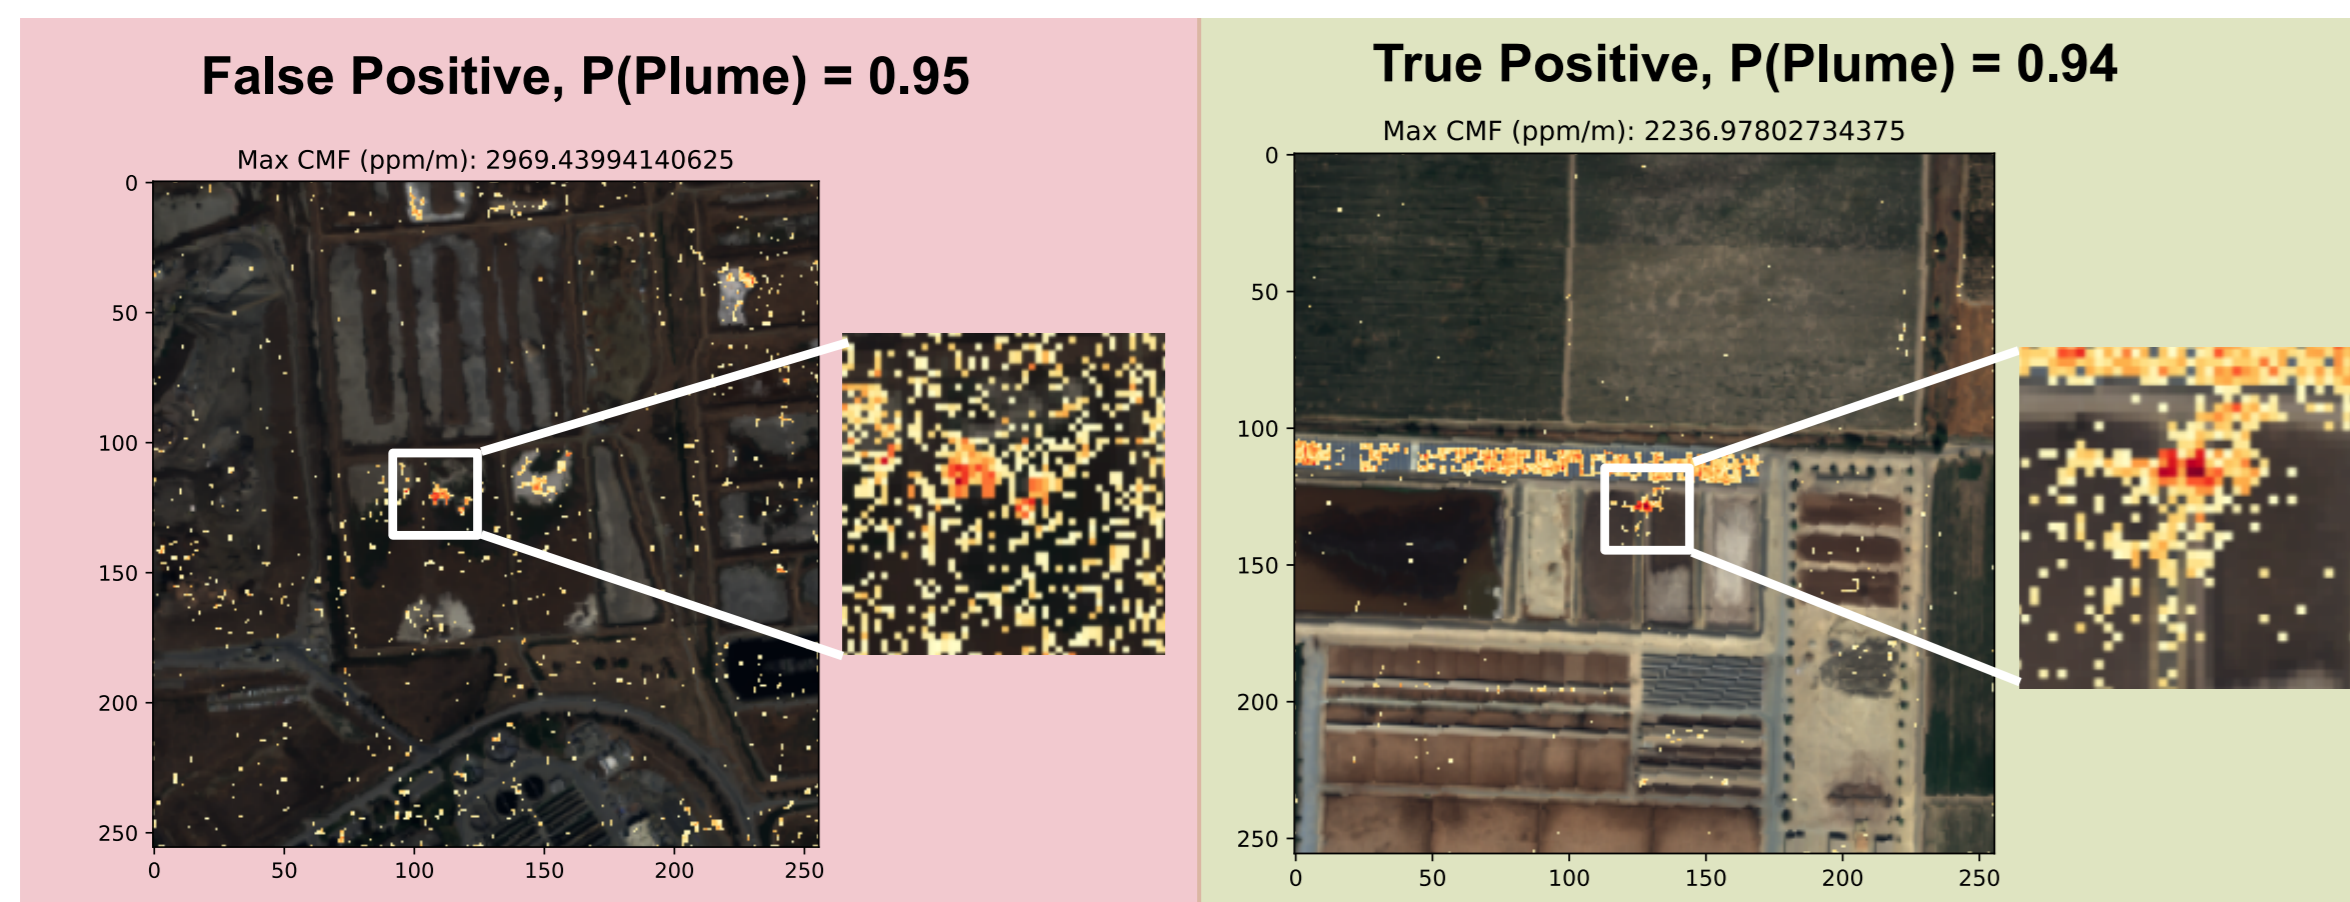 False Positive, P(Plume) = 0.95
Max CMF (ppm/m): 2969.43994140625
0
50
100
150
200
250
0 50 100 150 200 250
True Positive, P(Plume) = 0.94
Max CMF (ppm/m): 2236.97802734375
0
50
100
150
200
250
0 50 100 150 200 250